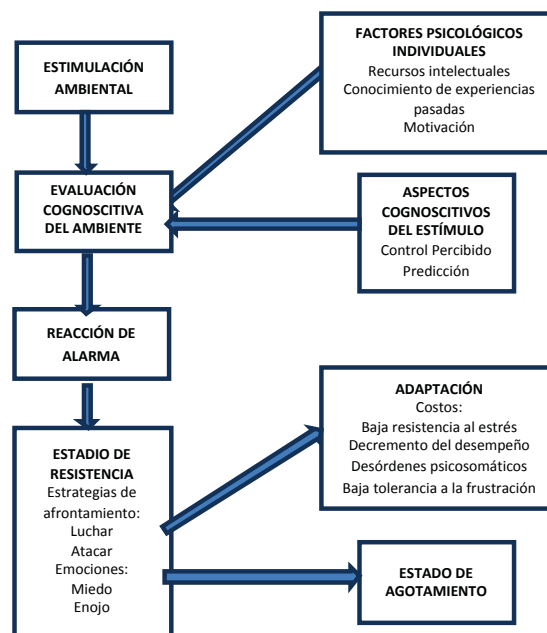 ESTIMULACIÓN
AMBIENTAL
FACTORES PSICOLÓGICOS
INDIVIDUALES
Recursos intelectuales
Conocimiento de experiencias
pasadas
Motivación
EVALUACIÓN
COGNOSCITIVA
DEL AMBIENTE
ASPECTOS
COGNOSCITIVOS
DEL ESTÍMULO
Control Percibido
Predicción
REACCIÓN DE
ALARMA
ESTADIO DE
RESISTENCIA
Estrategias de
afrontamiento:
Luchar
Atacar
Emociones:
Miedo
Enojo
ADAPTACIÓN
Costos:
Baja resistencia al estrés
Decremento del desempeño
Desórdenes psicosomáticos
Baja tolerancia a la frustración
ESTADO DE
AGOTAMIENTO